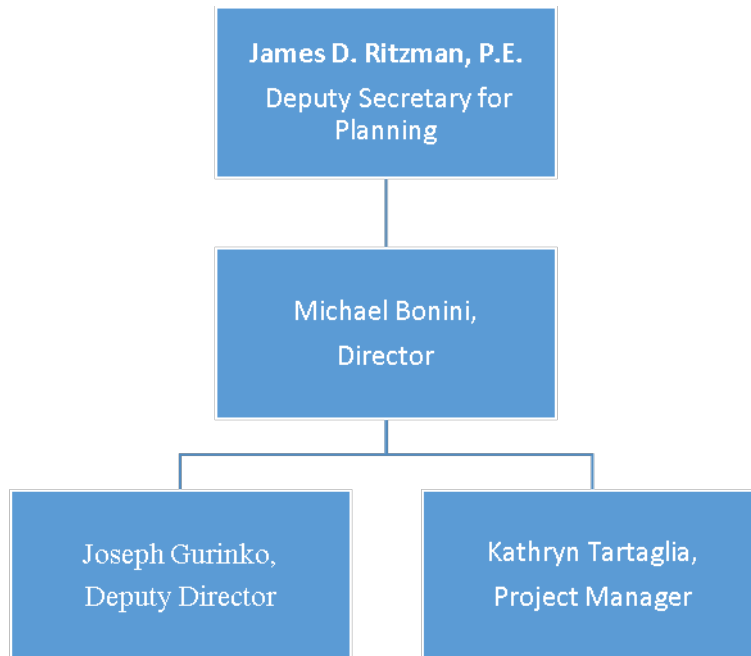 James D. Ritzman, P.E.
Deputy Secretary for
Planning
Michael Bonini,
Director
Joseph Gurinko,
Deputy Director
Kathryn Tartaglia,
Project Manager